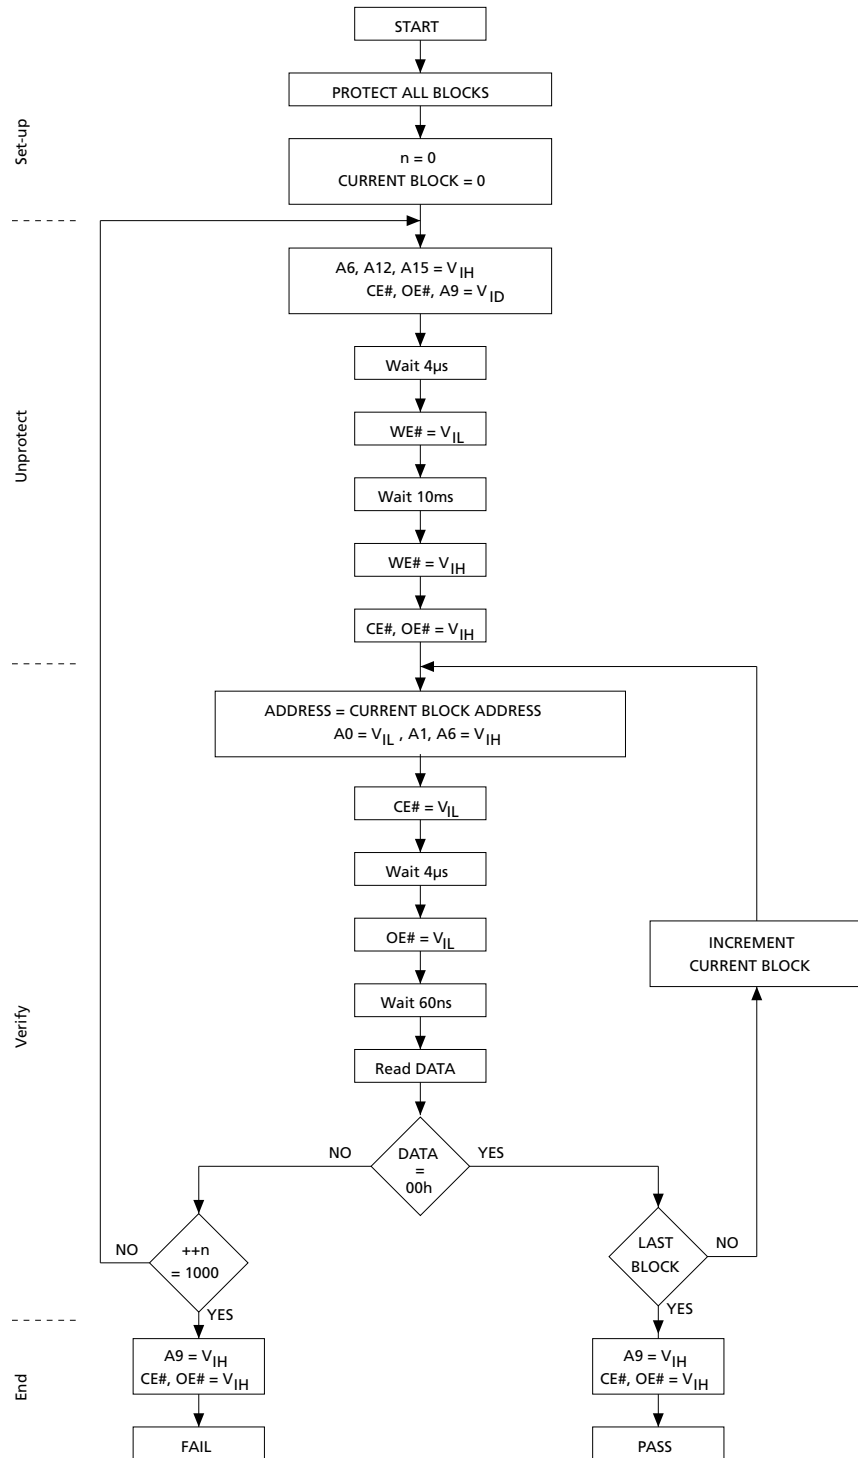 START
PROTECT ALL BLOCKS
Set-up
n = 0
CURRENT BLOCK = 0
A6, A12, A15 = VIH
CE#, OE#, A9 = VID
Wait 4µs
Unprotect
WE# = VIL
Wait 10ms
WE# = VIH
CE#, OE# = VIH
ADDRESS = CURRENT BLOCK ADDRESS
A0 = VIL , A1, A6 = VIH
CE# = VIL
Wait 4µs
OE# = VIL
INCREMENT
CURRENT BLOCK
Wait 60ns
Verify
Read DATA
NO
DATA
=
00h
YES
NO
++n
= 1000
LAST
BLOCK
NO
YES
YES
End
A9 = VIH
CE#, OE# = VIH
A9 = VIH
CE#, OE# = VIH
FAIL
PASS